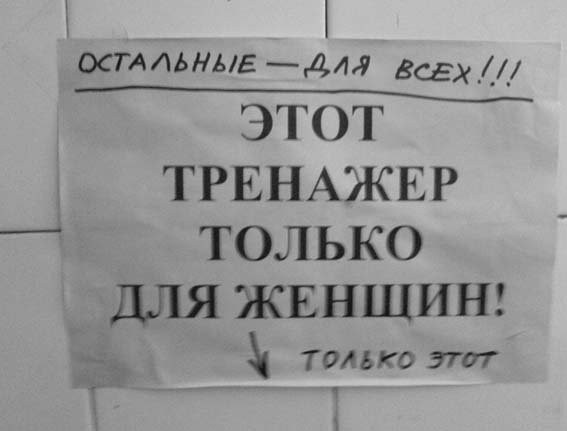 ОСТАЛЬНЫЕ — ДЛЯ ВСЕХ!!!
ЭТОТ
ТРЕНАЖЕР
ТОЛЬКО
ДЛЯ ЖЕНЩИН!
ТОЛЬКО ЭТОТ